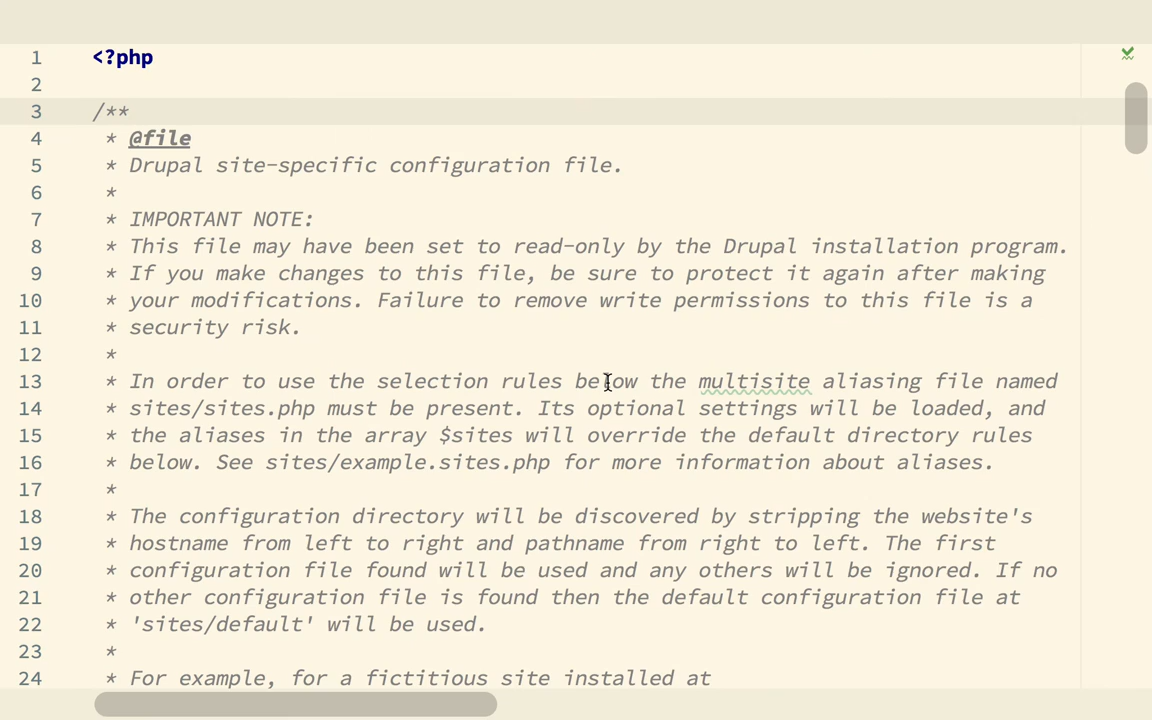 1 <?php
2
3 /**
4 * @file
5 * Drupal site-specific configuration file.
6 *
7 * IMPORTANT NOTE:
8 * This file may have been set to read-only by the Drupal installation program.
9 * If you make changes to this file, be sure to protect it again after making
10 * your modifications. Failure to remove write permissions to this file is a
11 * security risk.
12 *
13 * In order to use the selection rules below the multisite aliasing file named
14 * sites/sites.php must be present. Its optional settings will be loaded, and
15 * the aliases in the array $sites will override the default directory rules
16 * below. See sites/example.sites.php for more information about aliases.
17 *
18 * The configuration directory will be discovered by stripping the website's
19 * hostname from left to right and pathname from right to left. The first
20 * configuration file found will be used and any others will be ignored. If no
21 * other configuration file is found then the default configuration file at
22 * 'sites/default' will be used.
23 *
24 * For example, for a fictitious site installed at